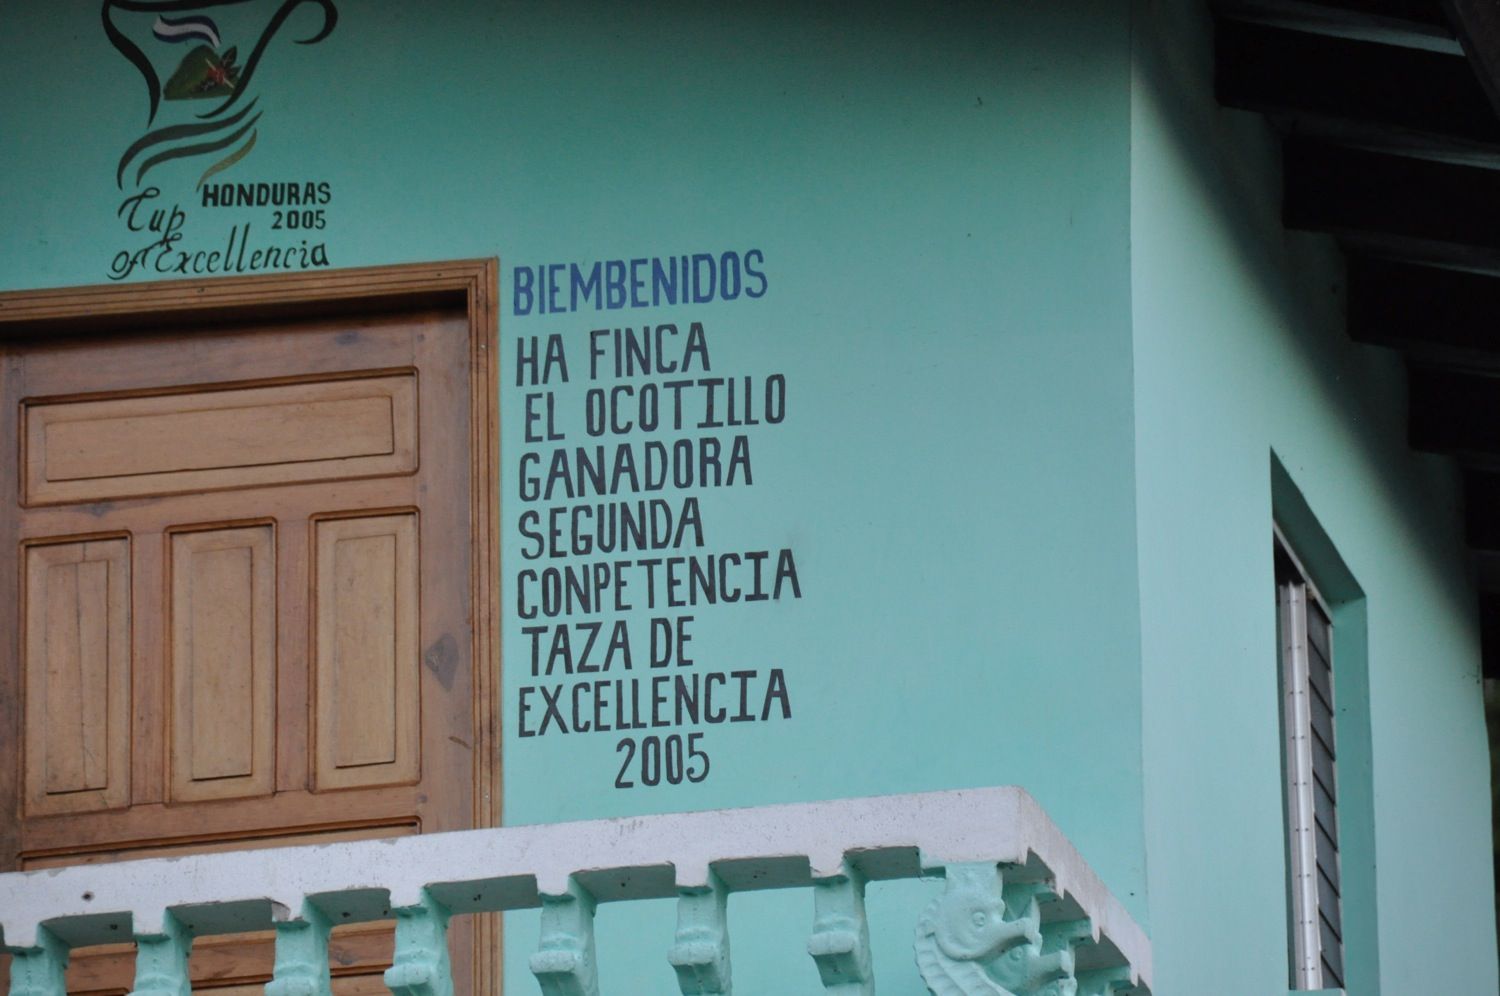 HONDURAS
2005
Cup
of Excellencia
BIEMBENIDOS
HA FINCA
EL OCOTILLO
GANADORA
SEGUNDA
CONPETENCIA
TAZA DE
EXCELLENCIA
2005